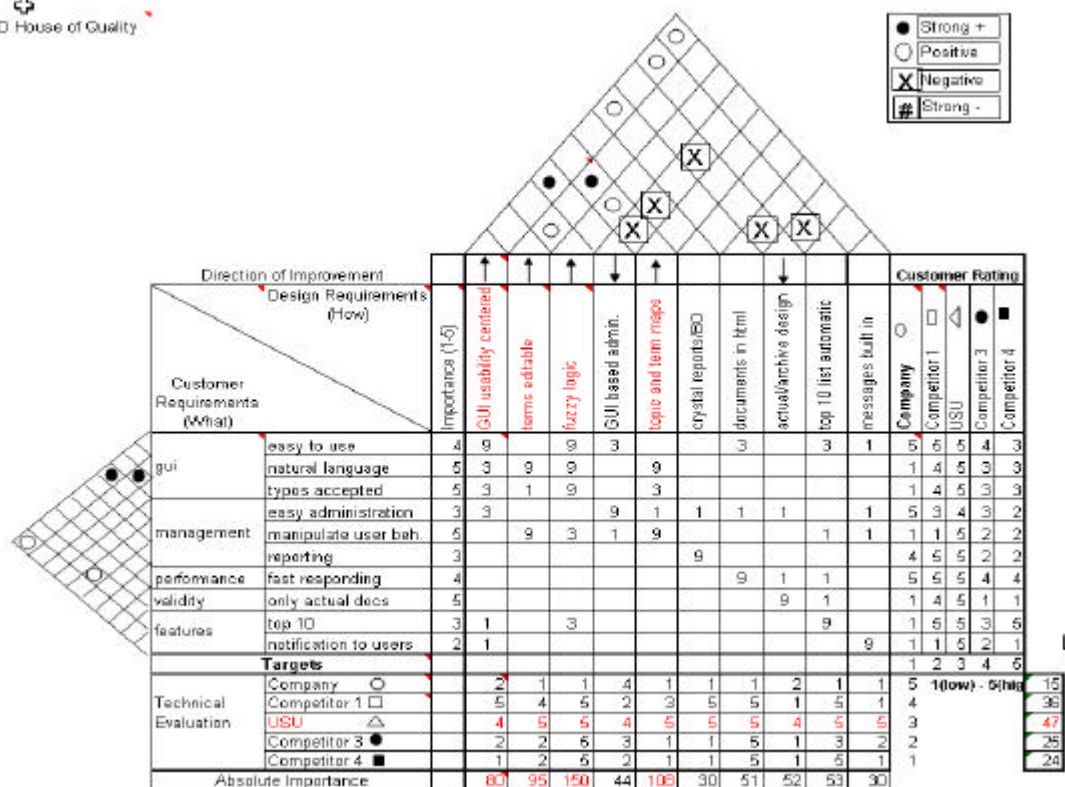 House of Quality
Strong +
Positive
X Negative
# Strong -
X
X
X
X
X
Direction of Improvement
Customer Rating
Design Requirements
(How)
Customer
Requirements
(What)
Importance (1-5)
GUI usability centered
terms editable
fuzzy logic
GUI based admin.
topic and term maps
crystal reports/BO
documents in html
actual/archive design
top 10 list automatic
messages built in
Company
Competitor 1
USU
Competitor 3
Competitor 4
gui
easy to use 4 9 9 3 3 3 1 5 5 5 4 3
natural language 5 3 9 9 9 1 4 5 3 3
typos accepted 5 3 1 9 3 1 4 5 3 3
management
easy administration 3 3 9 1 1 1 1 1 5 3 4 3 2
manipulate user beh. 5 9 3 1 9 1 1 1 1 5 2 2
reporting 3 9 4 5 5 2 2
performance fast responding 4 9 1 1 5 5 5 4 4
validity only actual docs 5 9 1 1 4 5 1 1
features
top 10 3 1 3 9 1 5 5 3 5
notification to users 2 1 9 1 1 5 2 1
Targets 1 2 3 4 5
Technical
Evaluation
Company 2 1 1 4 1 1 1 2 1 1 5 1(low) - 5(hig 15
Competitor 1 5 4 5 2 3 5 5 1 5 1 4 36
USU 4 5 5 4 5 5 5 4 5 5 3 47
Competitor 3 2 2 5 3 1 1 5 1 3 2 2 25
Competitor 4 1 2 5 2 1 1 5 1 5 1 1 24
Absolute Importance 80 95 150 44 108 30 51 52 53 30